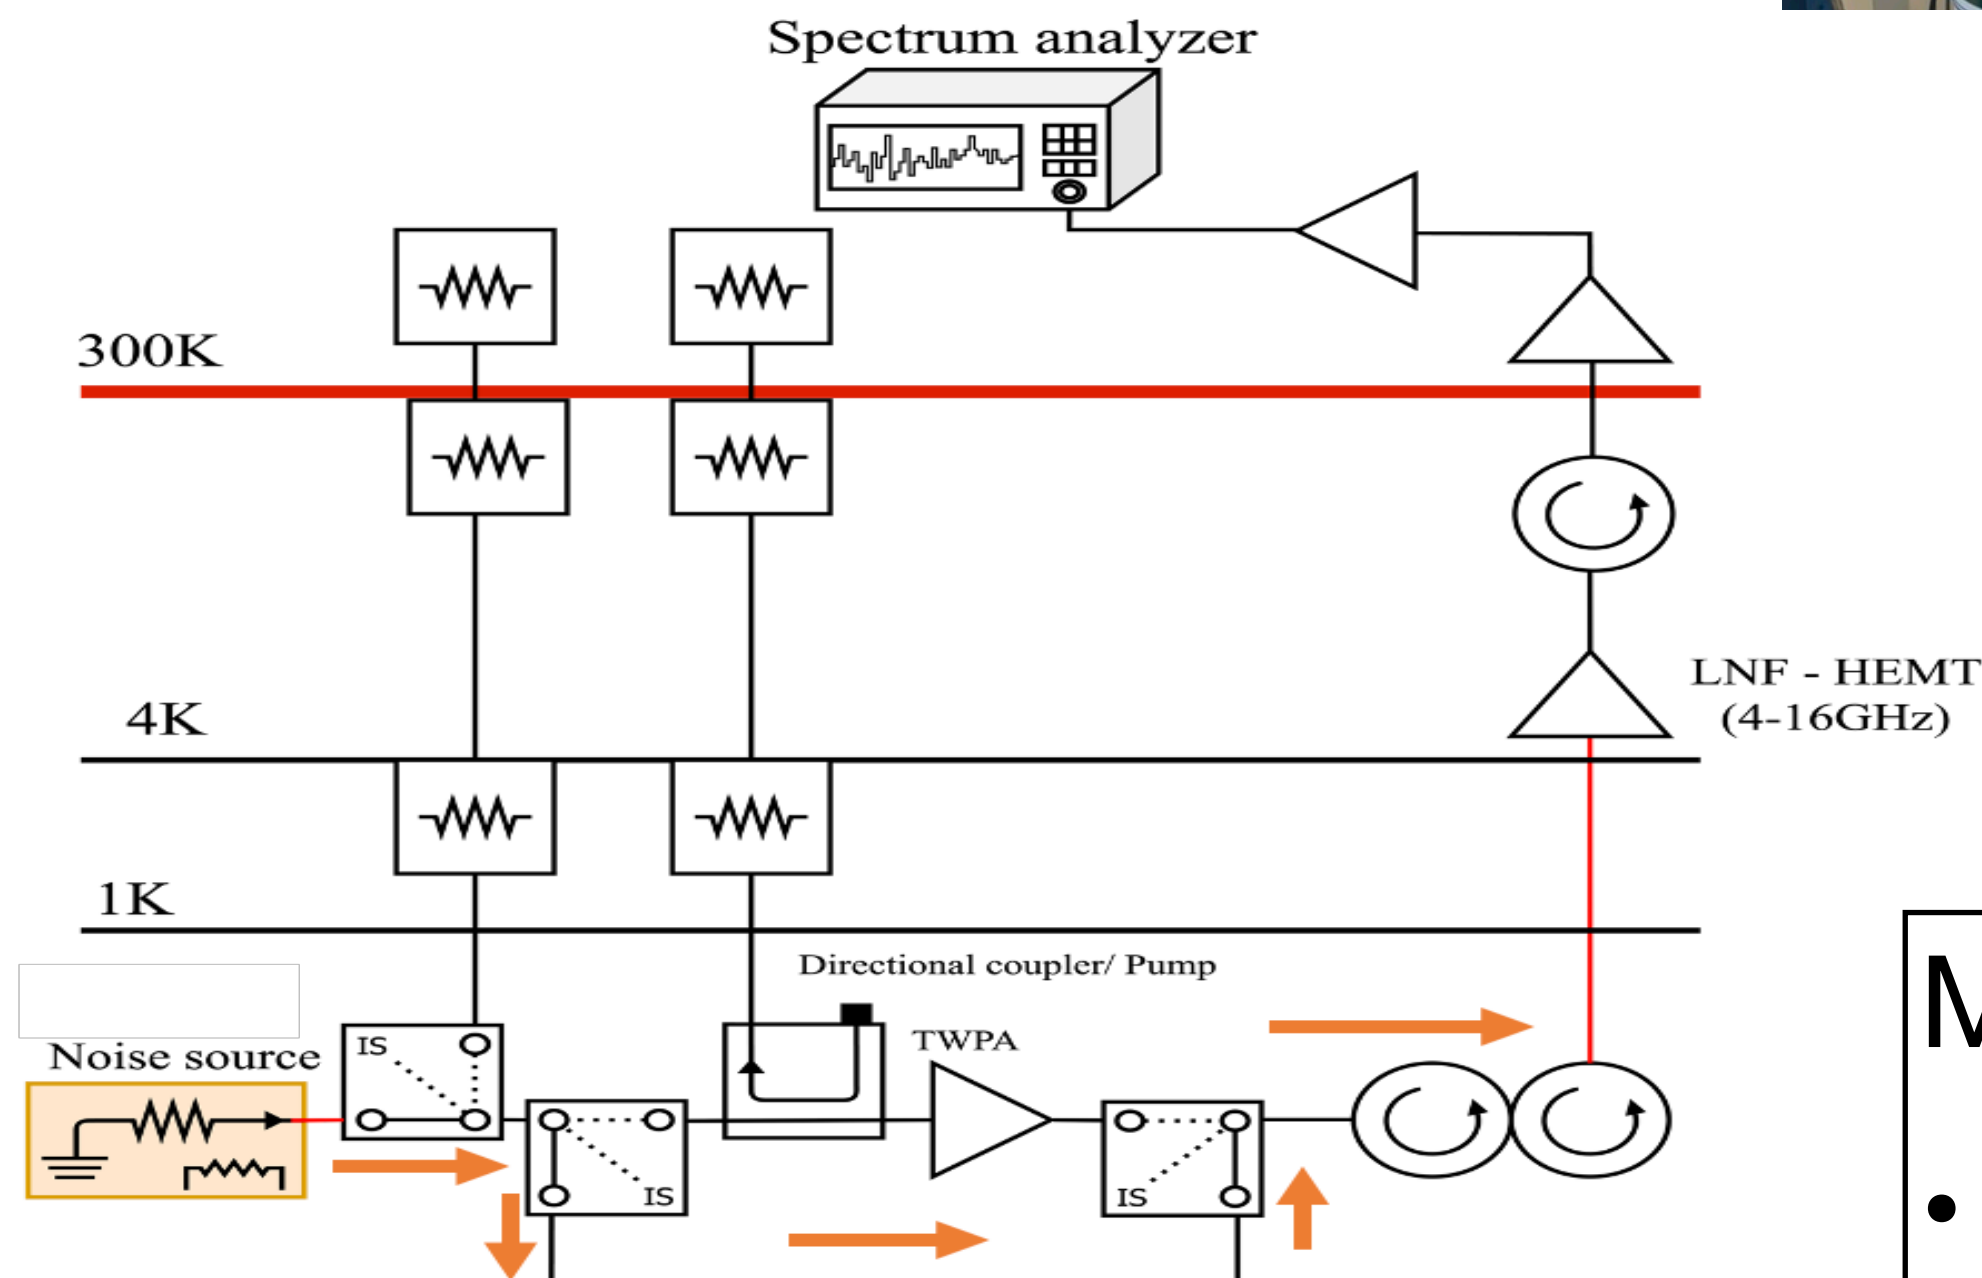 Spectrum analyzer
300K
LNF - HEMT
(4-16GHz)
4K
1K
Directional coupler/ Pump
TWPA
IS
Noise source
IS
IS
M
•